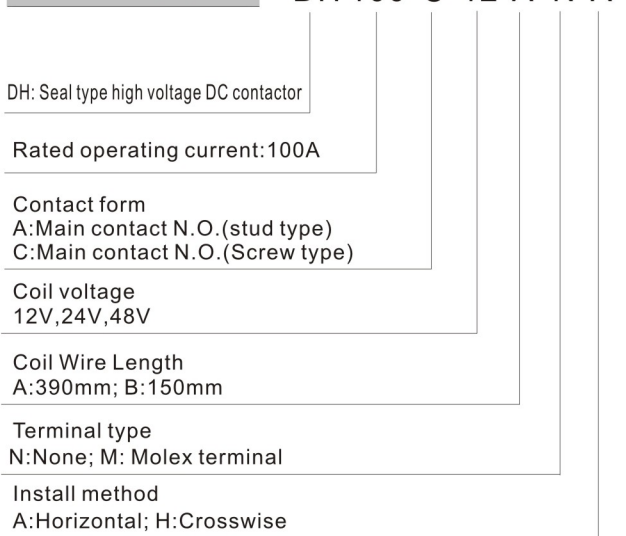 DH: Seal type high voltage DC contactor
Rated operating current:100A
Contact form
A:Main contact N.O.(stud type)
C:Main contact N.O.(Screw type)
Coil voltage
12V,24V,48V
Coil Wire Length
A:390mm; B:150mm
Terminal type
N:None; M: Molex terminal
Install method
A:Horizontal; H:Crosswise